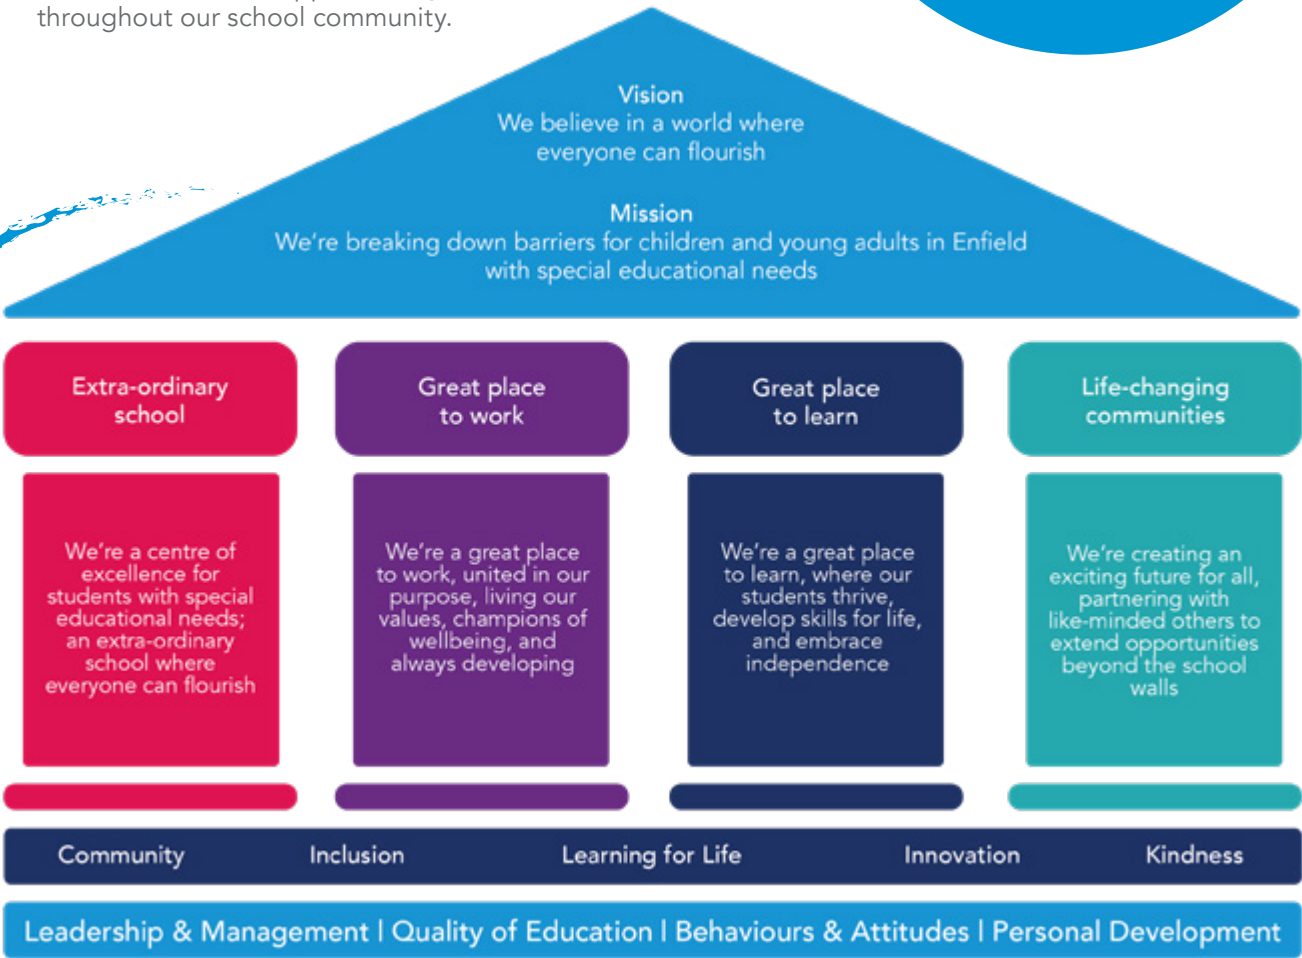 throughout our school community.
Vision
We believe in a world where
everyone can flourish
Mission
We're breaking down barriers for children and young adults in Enfield
with special educational needs
Extra-ordinary
school
Great place
to work
Great place
to learn
Life-changing
communities
We're a centre of
excellence for
students with special
educational needs;
an extra-ordinary
school where
everyone can flourish
We're a great place
to work, united in our
purpose, living our
values, champions of
wellbeing, and
always developing
We're a great place
to learn, where our
students thrive,
develop skills for life,
and embrace
independence
We're creating an
exciting future for all,
partnering with
like-minded others to
extend opportunities
beyond the school
walls
Community Inclusion Learning for Life Innovation Kindness
Leadership & Management | Quality of Education | Behaviours & Attitudes | Personal Development